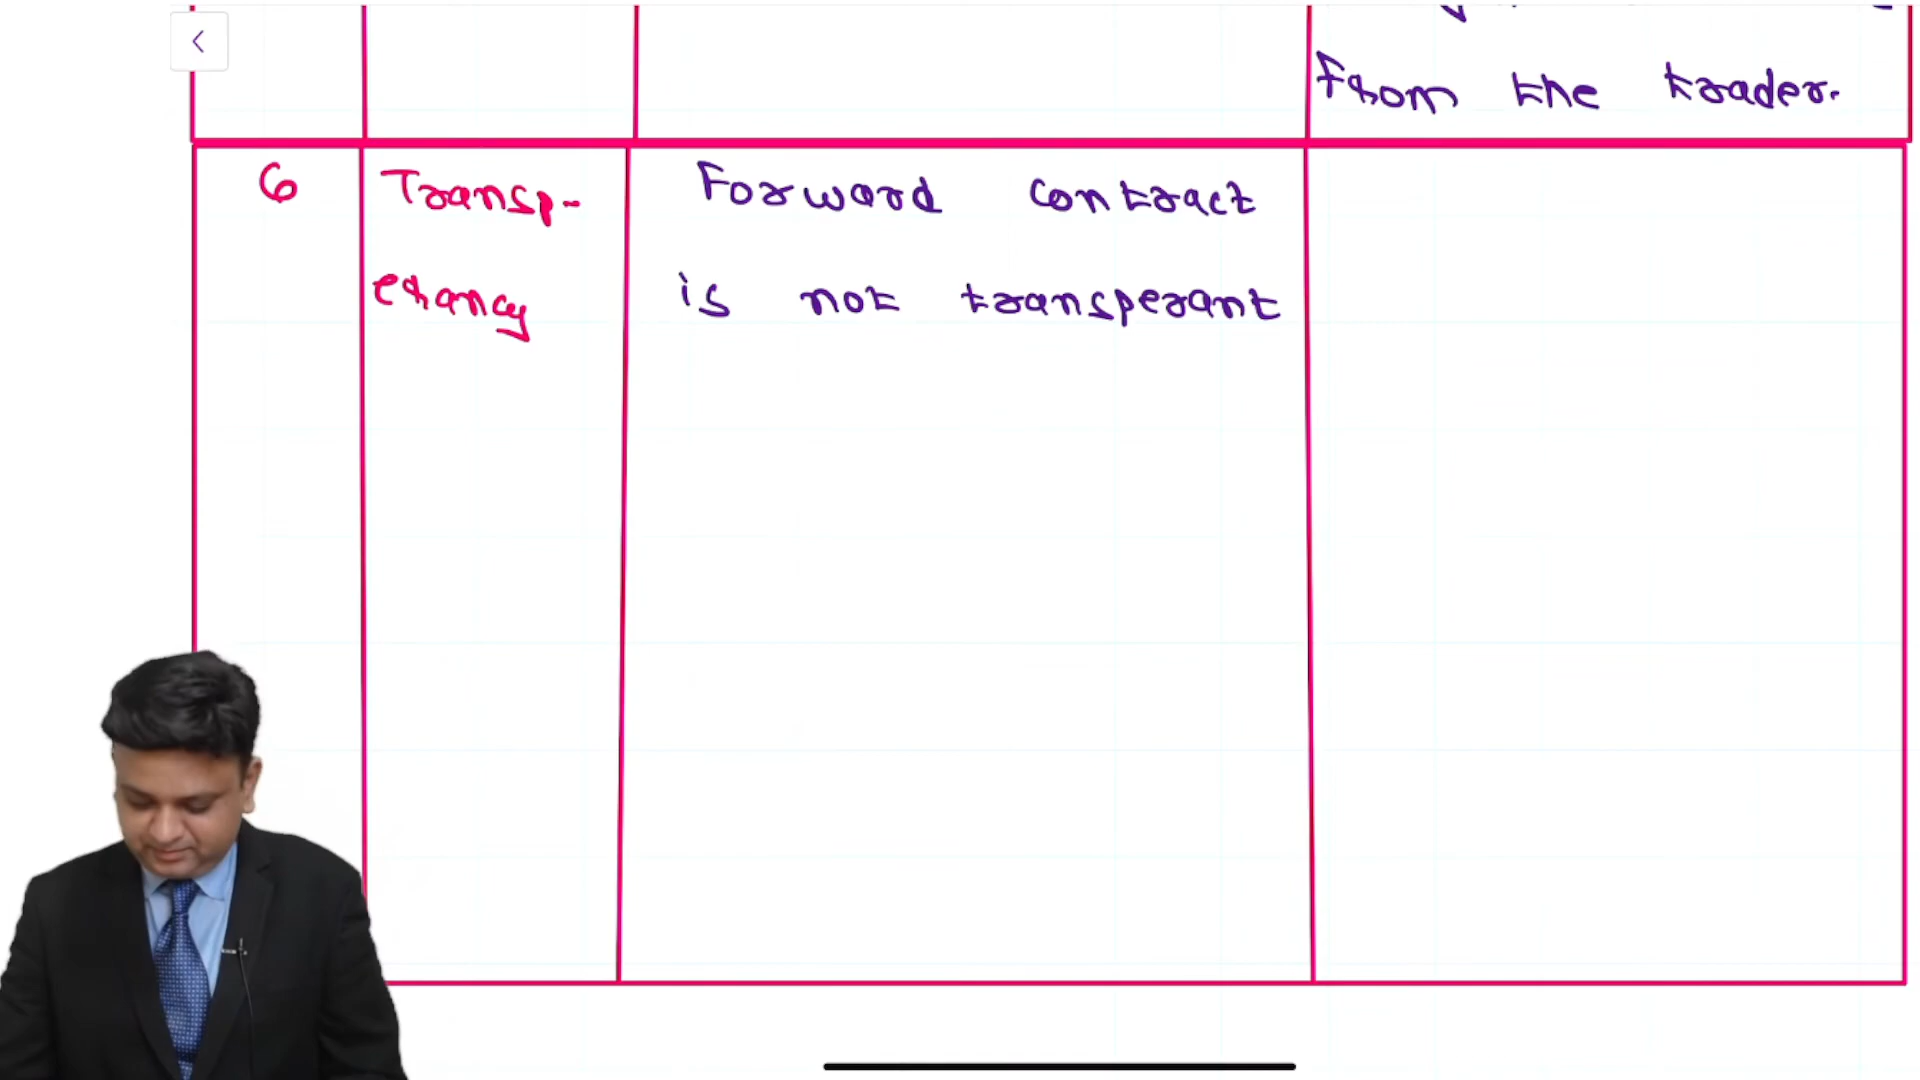 from the trader.
6 Transp- Forward contract
erancy is not transperant